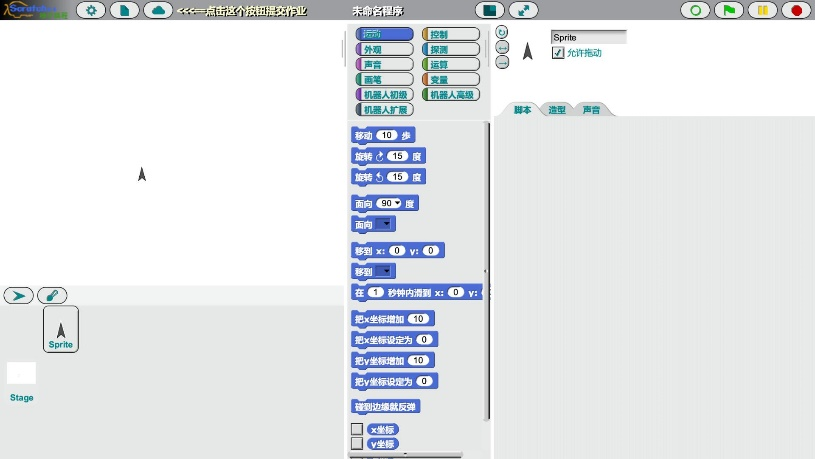 <<<一点击这个按钮提交作业
未命名程序
运动
控制
外观
探测
声音
运算
画笔
变量
机器人初级
机器人高级
机器人扩展
移动 10 步
旋转 15 度
旋转 15 度
面向 90 度
面向
移到 x: 0 y: 0
移到
在 1 秒钟内滑到 x: 0 y:
把x坐标增加 10
把x坐标设定为 0
把y坐标增加 10
把y坐标设定为 0
碰到边缘就反弹
x坐标
y坐标
Sprite
允许拖动
脚本 造型 声音
Sprite
Stage